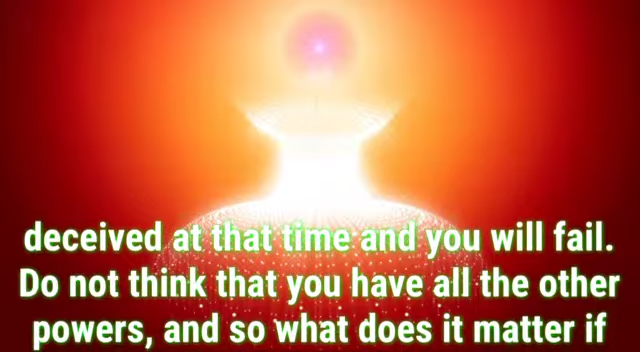 deceived at that time and you will fail.
Do not think that you have all the other
powers, and so what does it matter if